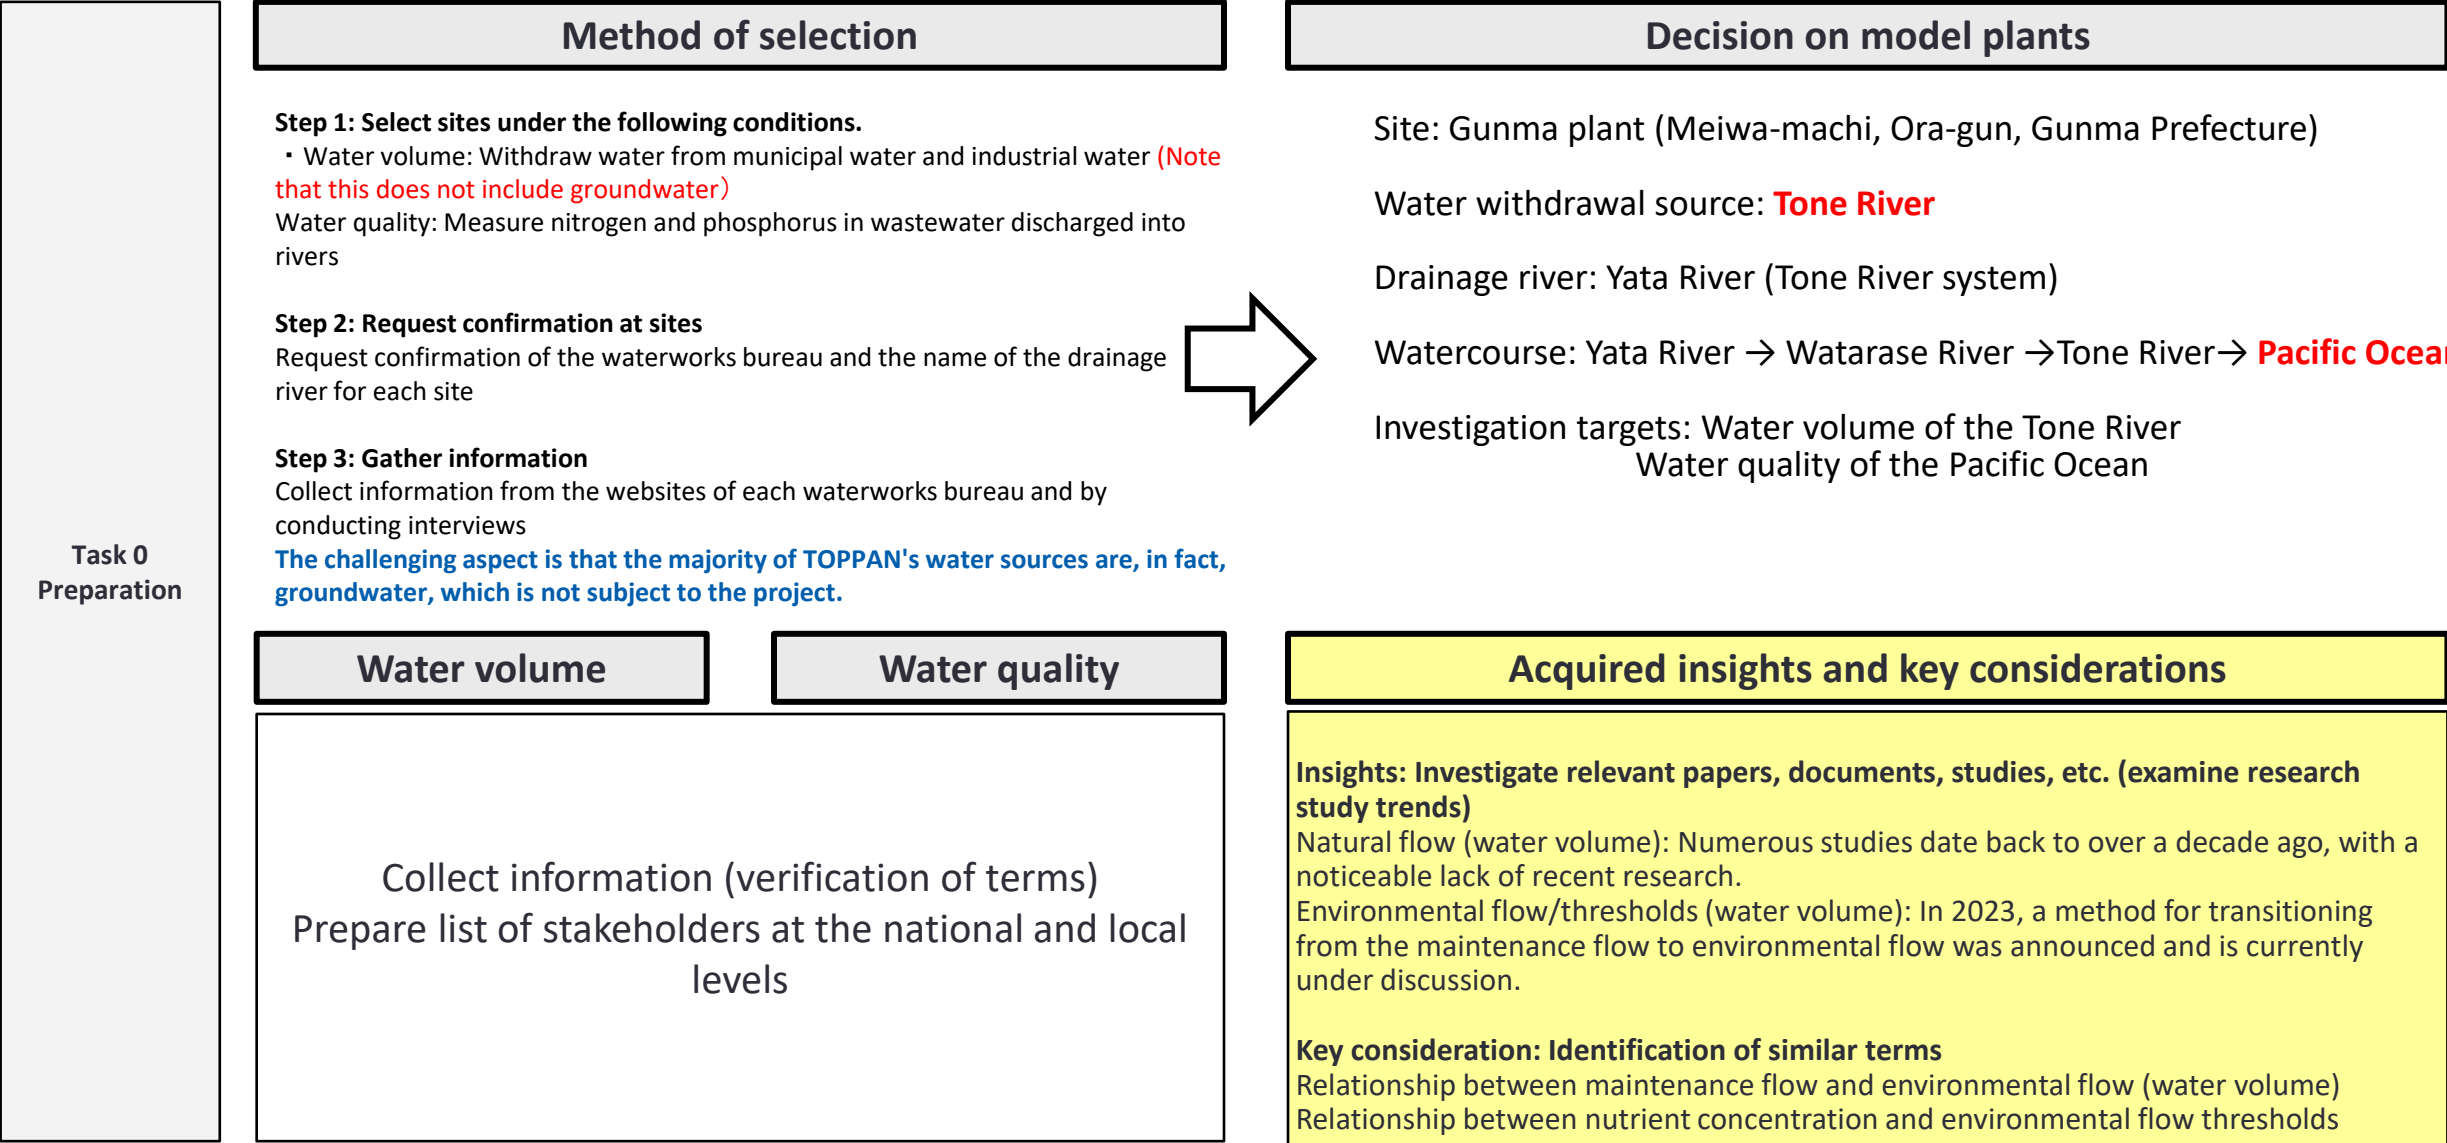 Task 0
Preparation
Method of selection
Step 1: Select sites under the following conditions.
・Water volume: Withdraw water from municipal water and industrial water (Note
that this does not include groundwater）
Water quality: Measure nitrogen and phosphorus in wastewater discharged into
rivers
Step 2: Request confirmation at sites
Request confirmation of the waterworks bureau and the name of the drainage
river for each site
Step 3: Gather information
Collect information from the websites of each waterworks bureau and by
conducting interviews
The challenging aspect is that the majority of TOPPAN's water sources are, in fact,
groundwater, which is not subject to the project.
Decision on model plants
Site: Gunma plant (Meiwa-machi, Ora-gun, Gunma Prefecture)
Water withdrawal source: Tone River
Drainage river: Yata River (Tone River system)
Watercourse: Yata River → Watarase River →Tone River→ Pacific Ocean
Investigation targets: Water volume of the Tone River
Water quality of the Pacific Ocean
Water volume
Water quality
Collect information (verification of terms)
Prepare list of stakeholders at the national and local
levels
Acquired insights and key considerations
Insights: Investigate relevant papers, documents, studies, etc. (examine research
study trends)
Natural flow (water volume): Numerous studies date back to over a decade ago, with a
noticeable lack of recent research.
Environmental flow/thresholds (water volume): In 2023, a method for transitioning
from the maintenance flow to environmental flow was announced and is currently
under discussion.
Key consideration: Identification of similar terms
Relationship between maintenance flow and environmental flow (water volume)
Relationship between nutrient concentration and environmental flow thresholds